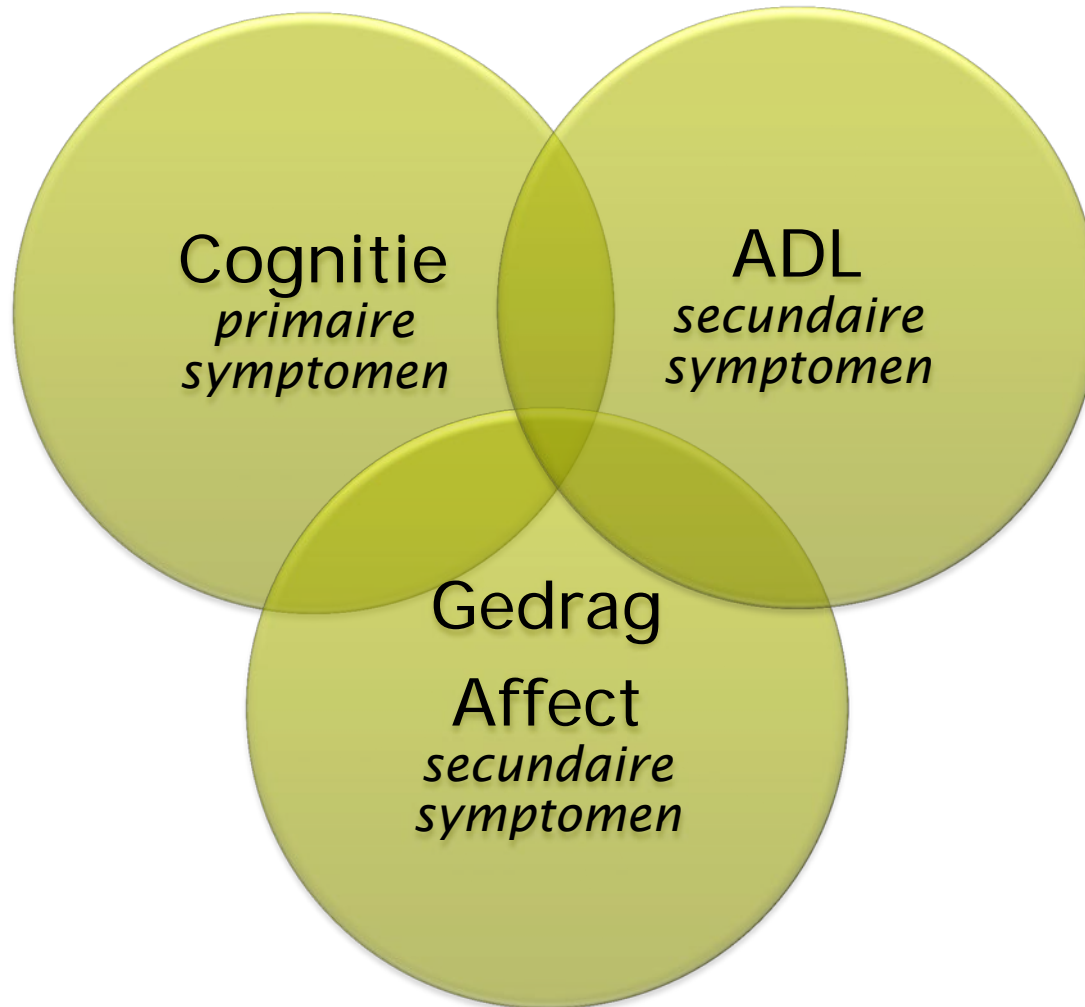 Cognitie
primaire
symptomen
ADL
secundaire
symptomen
Gedrag
Affect
secundaire
symptomen